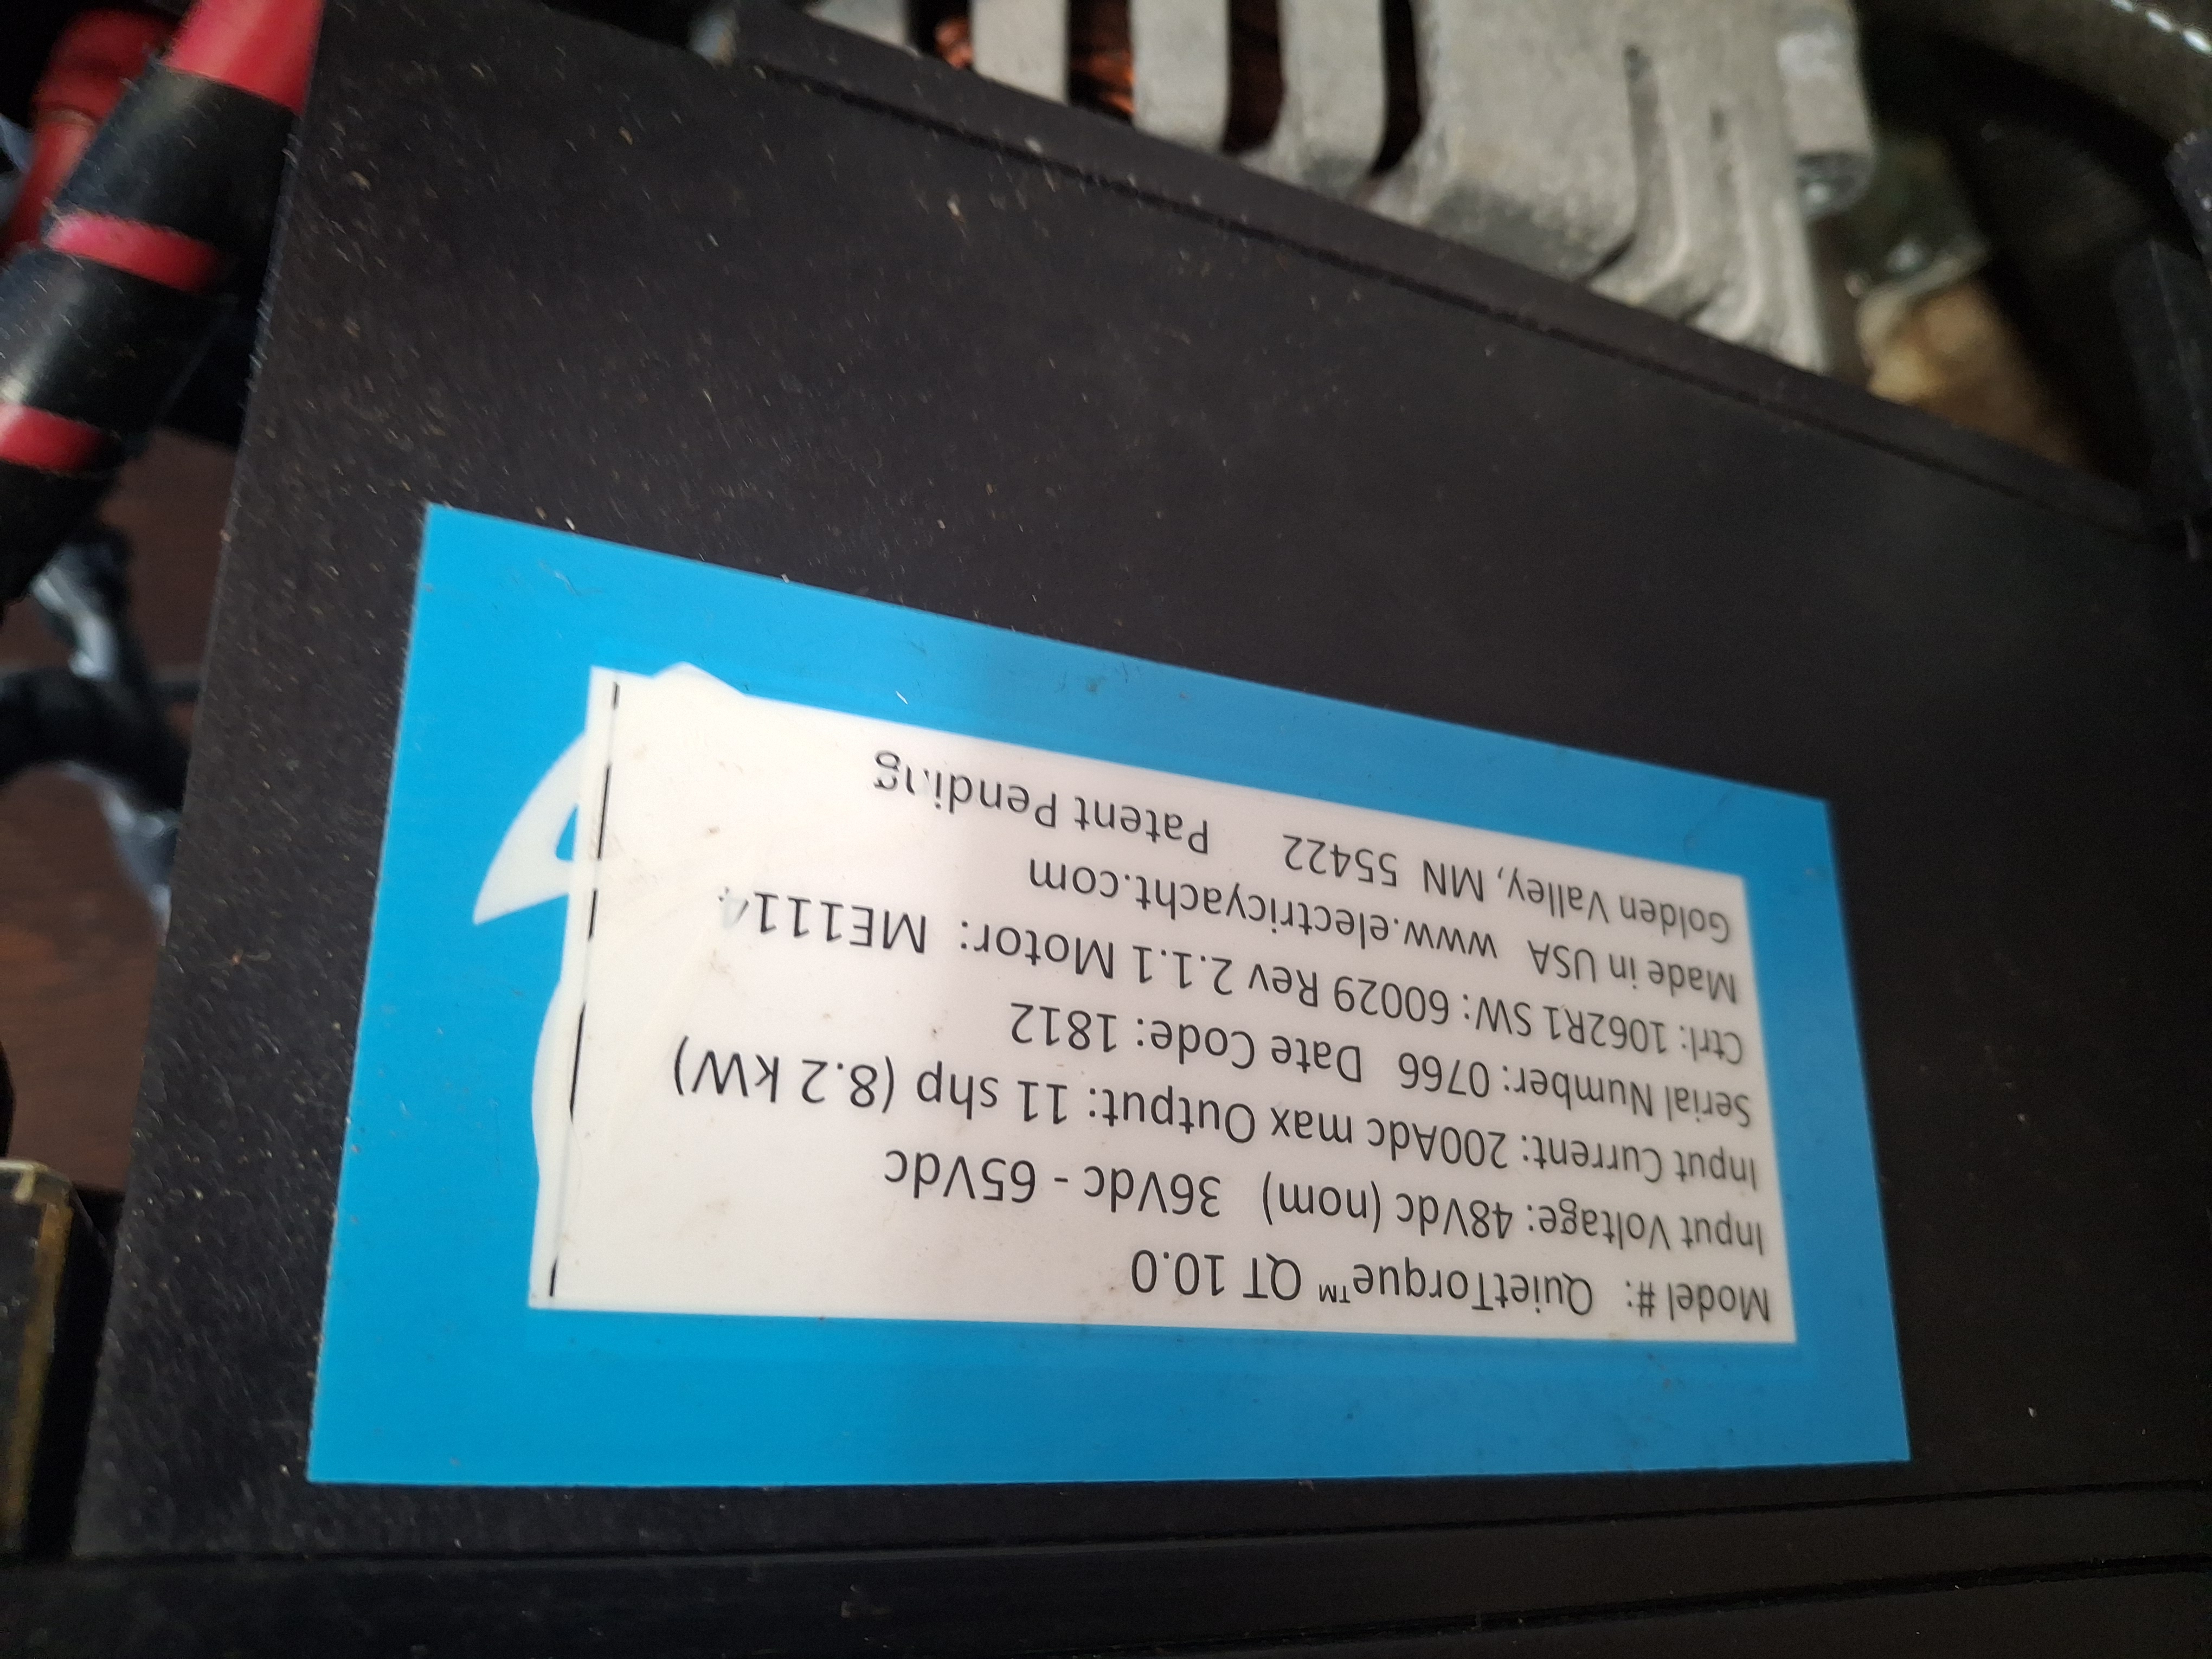 Model #: QuietTorque™ QT 10.0
Input Voltage: 48Vdc (nom) 36Vdc - 65Vdc
Input Current: 200Adc max Output: 11 shp (8.2 kW)
Serial Number: 0766 Date Code: 1812
Ctrl: 1062R1 SW: 60029 Rev 2.1.1 Motor: ME1114
Made in USA www.electricyacht.com
Golden Valley, MN 55422 Patent Pending